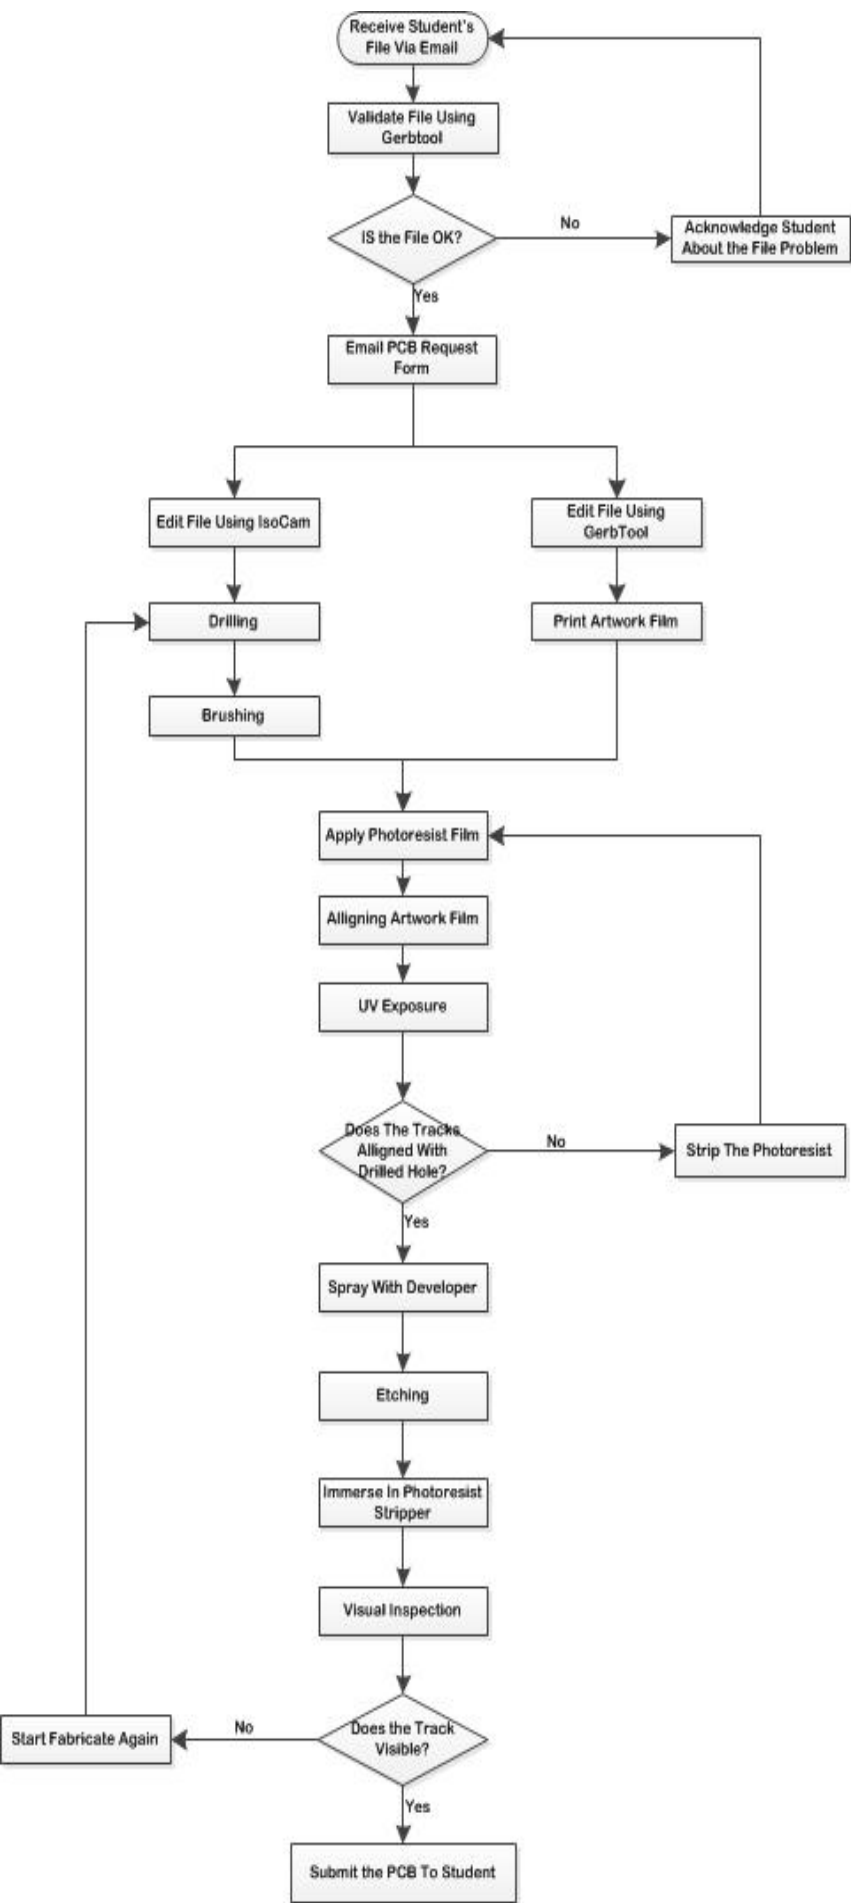 Receive Student's
File Via Email
Validate File Using
Gerbtool
IS the File OK?
No
Acknowledge Student
About the File Problem
Yes
Email PCB Request
Form
Edit File Using IsoCam
Edit File Using
GerbTool
Drilling
Print Artwork Film
Brushing
Apply Photoresist Film
Alligning Artwork Film
UV Exposure
Does The Tracks
Alligned With
Drilled Hole?
No
Strip The Photoresist
Yes
Spray With Developer
Etching
Immerse In Photoresist
Stripper
Visual Inspection
Does the Track
Visible?
No
Start Fabricate Again
Yes
Submit the PCB To Student